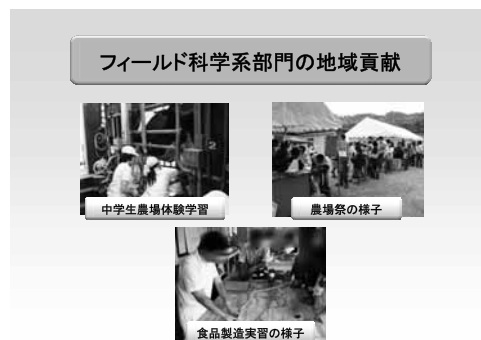 フィールド科学系部門の地域貢献
中学生農場体験学習
農場祭の様子
食品製造実習の様子